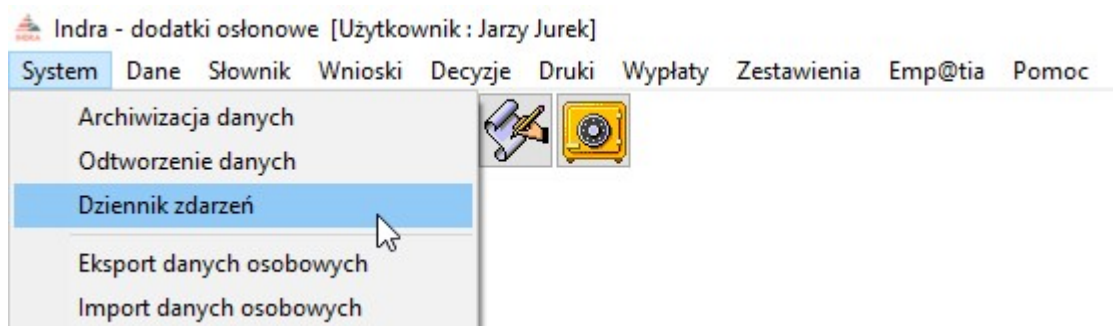 INDRA Indra - dodatki osłonowe [Użytkownik : Jarzy Jurek]
System Dane Słownik Wnioski Decyzje Druki Wypłaty Zestawienia Emp@tia Pomoc
Archiwizacja danych
Odtworzenie danych
Dziennik zdarzeń
Eksport danych osobowych
Import danych osobowych